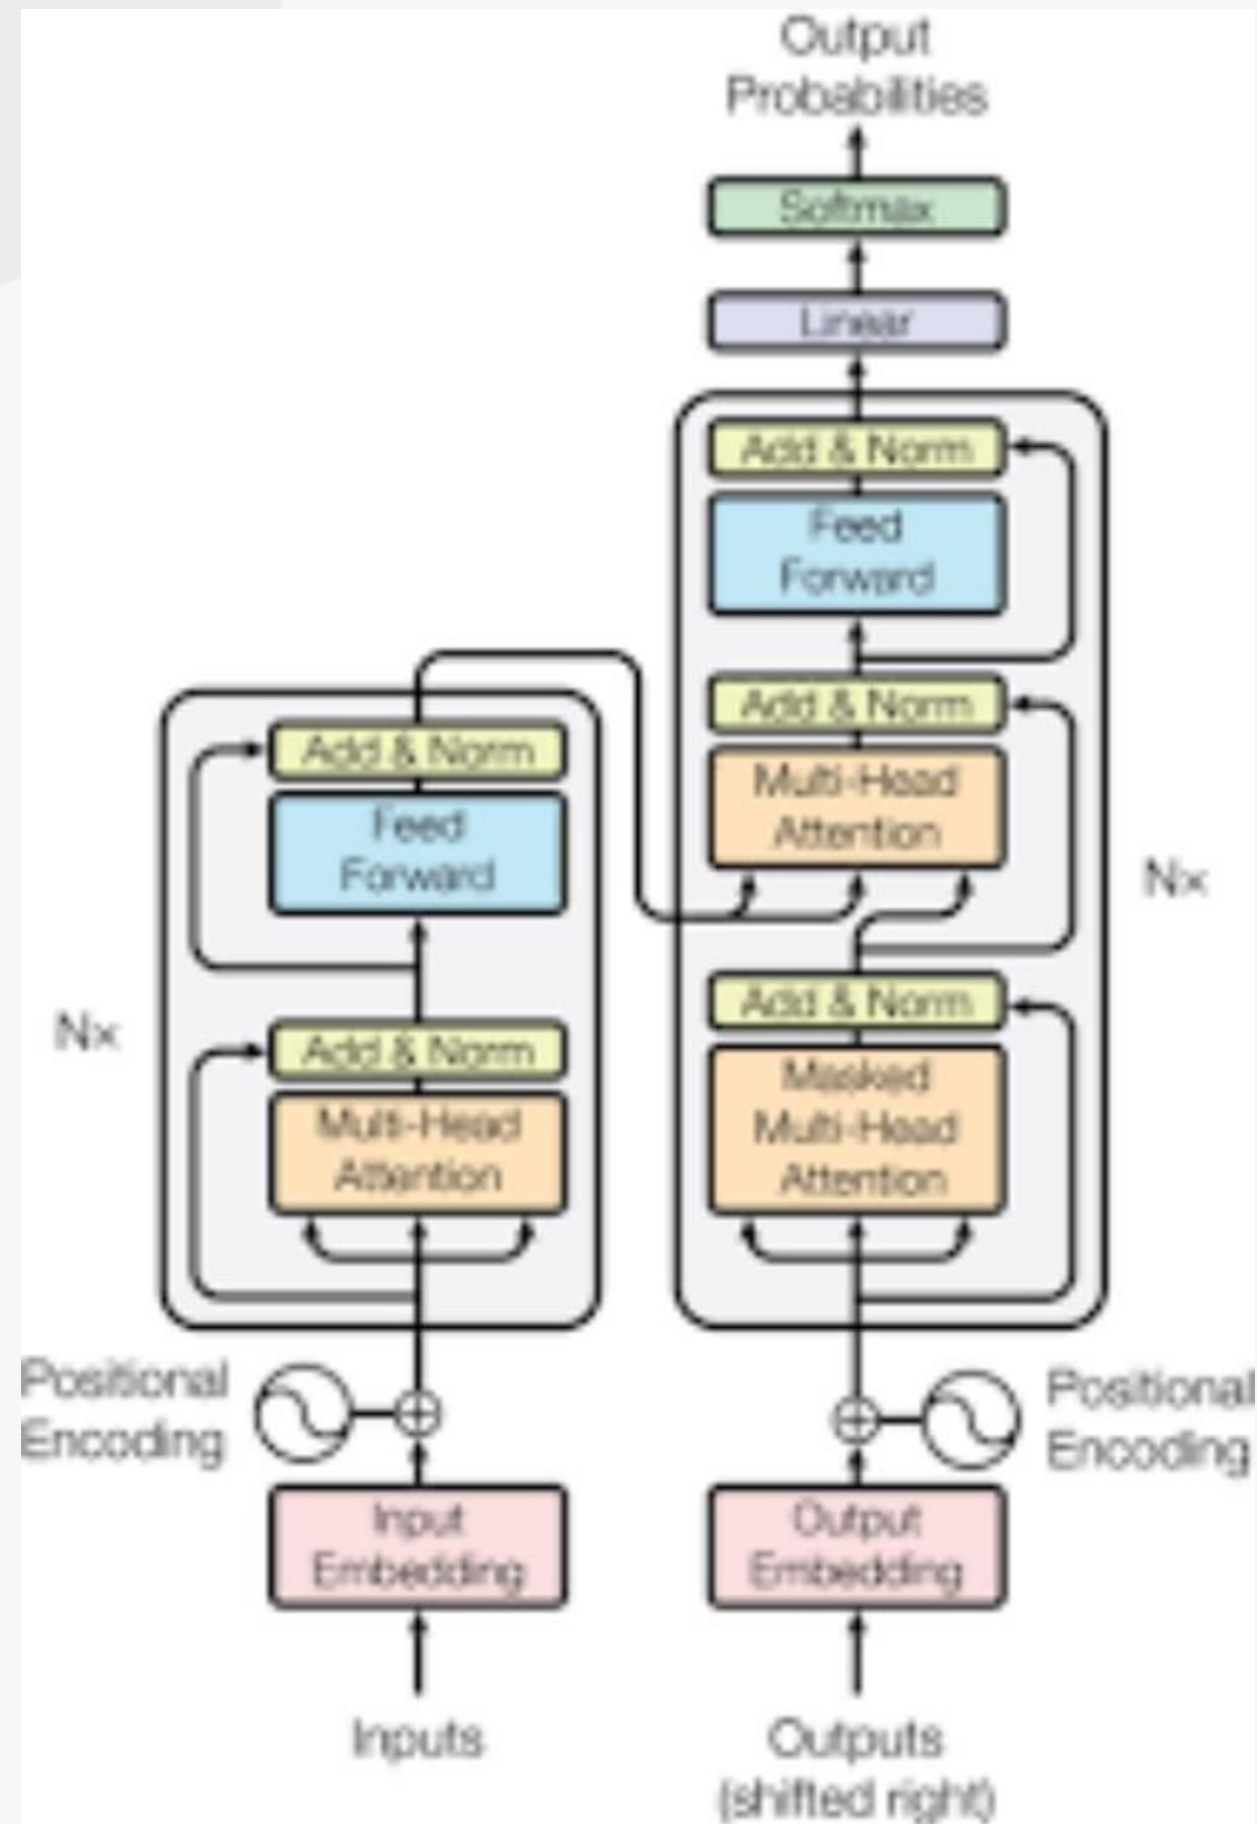 Output
Probabilities
Softmax
Linear
Add & Norm
Feed
Forward
Add & Norm
Multi-Head
Attention
Nx
Add & Norm
Masked
Multi-Head
Attention
Add & Norm
Feed
Forward
Nx
Add & Norm
Multi-Head
Attention
Positional
Encoding
Positional
Encoding
Input
Embedding
Output
Embedding
Inputs
Outputs
(shifted right)